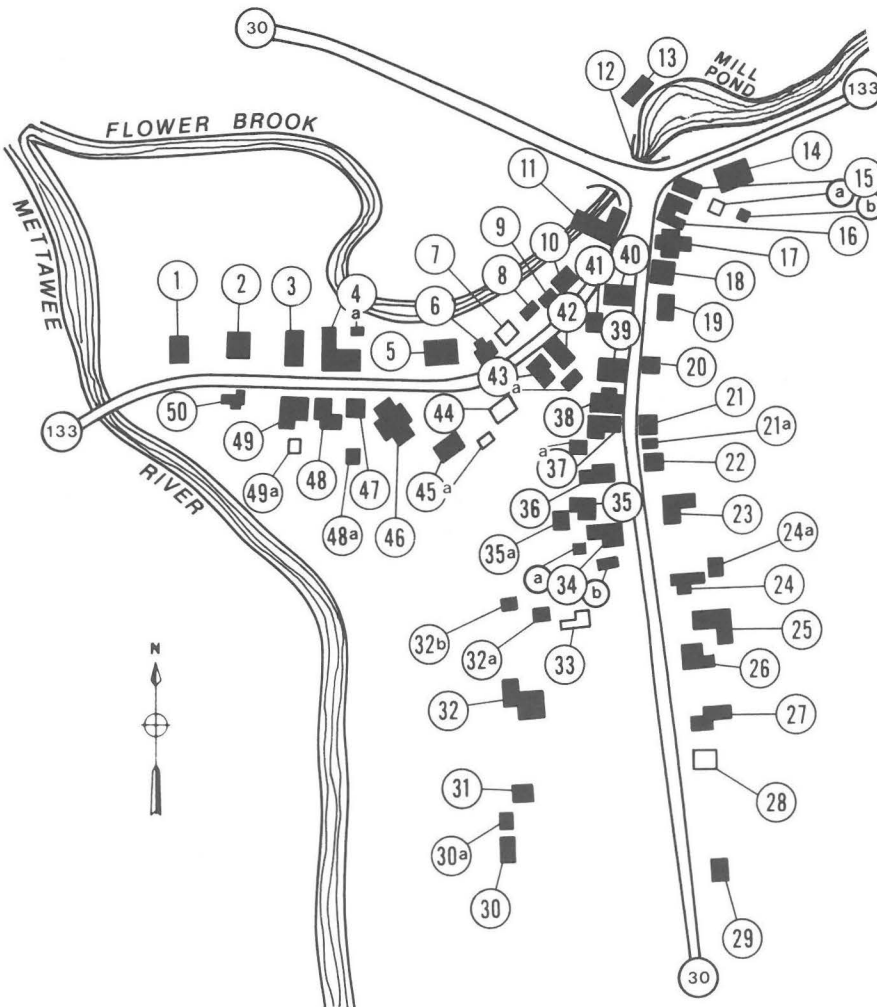 30
12
13
MILL
POND
133
FLOWER BROOK
METTAWEE
14
11
15
a
b
16
10
9
7
8
40
41
17
1
2
3
4
a
6
42
18
19
5
39
20
43
a
50
44
38
21
133
21a
49
48
47
a
37
22
49a
46
45
a
36
35
23
RIVER
48a
35a
24a
34
a
b
24
32b
32a
33
25
N
26
32
27
31
28
30a
30
29
30